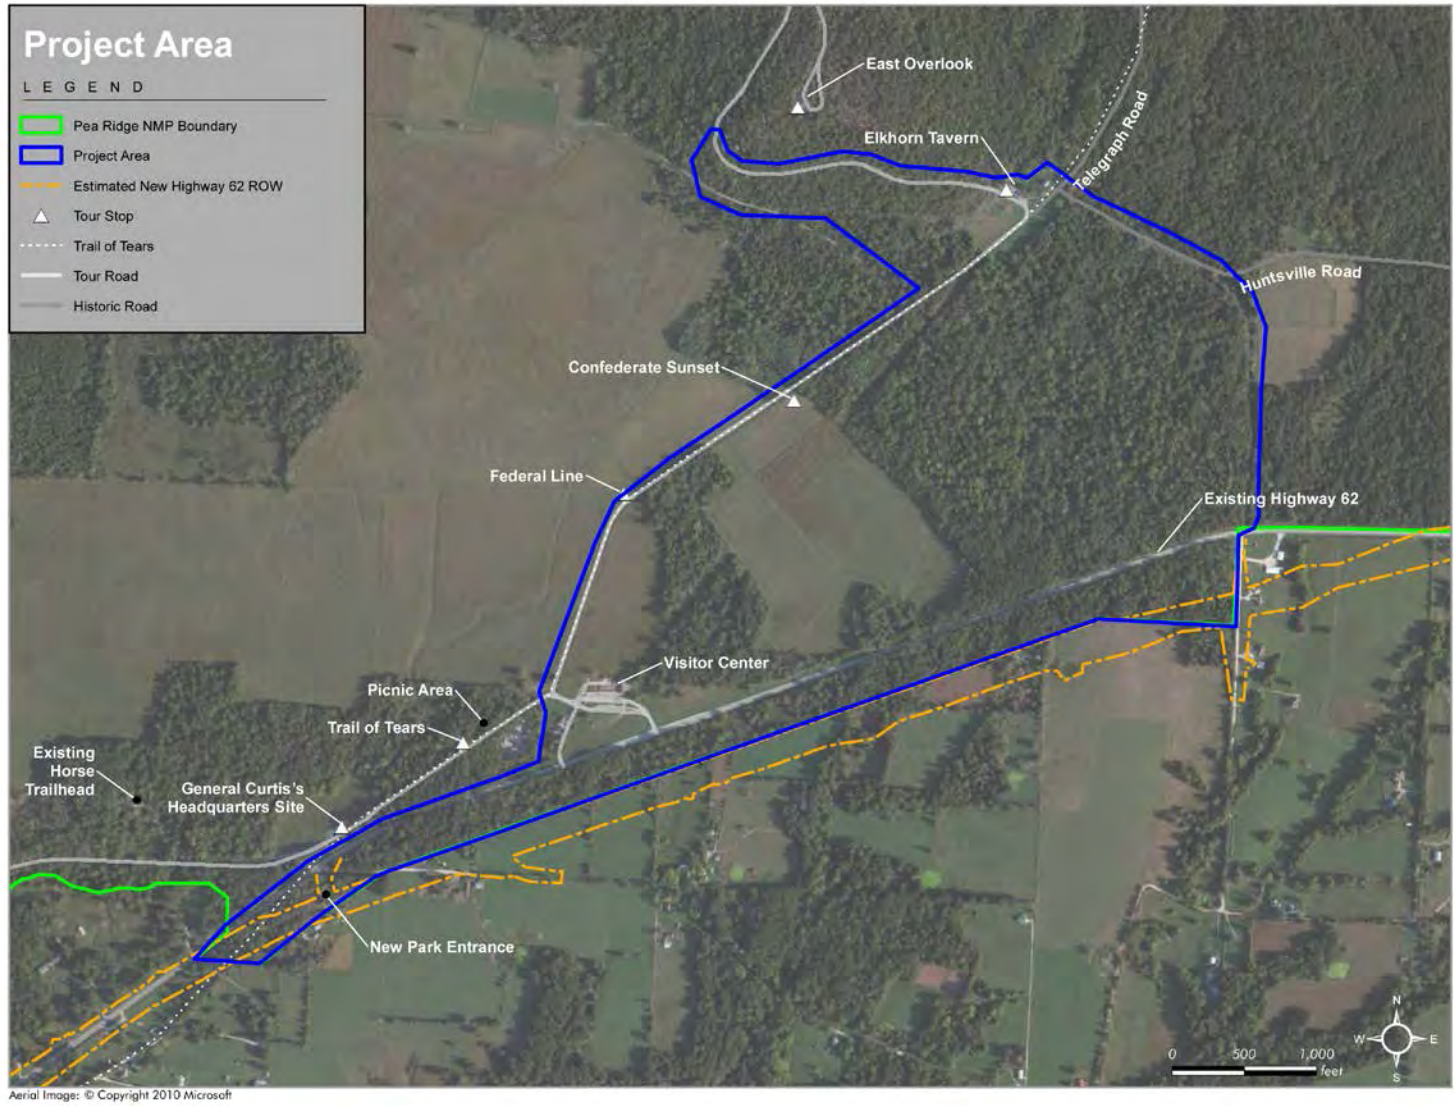 Project Area
LEGEND
Pea Ridge NMP Boundary
Project Area
Estimated New Highway 62 ROW
Tour Stop
Trail of Tears
Tour Road
Historic Road
East Overlook
Elkhorn Tavern
Telegraph Road
Huntsville Road
Confederate Sunset
Federal Line
Existing Highway 62
Visitor Center
Picnic Area
Trail of Tears
Existing
Horse
Trailhead
General Curtis's
Headquarters Site
New Park Entrance
N
W
E
S
0 500 1,000
feet
Aerial Image: © Copyright 2010 Microsoft